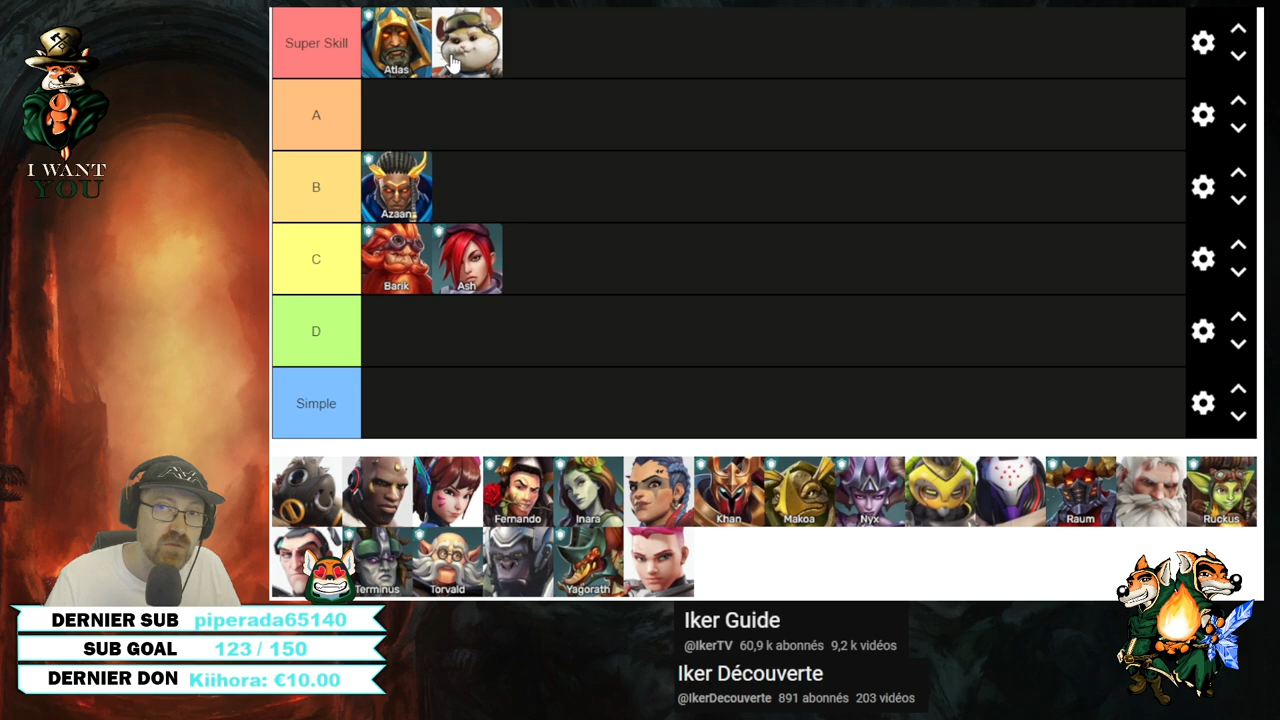 I WANT
YOU
Super Skill
Atlas
A
B
Azaan
C
Barik
Ash
D
Simple
Fernando
Inara
Khan
Makoa
Nyx
Raum
Ruckus
Terminus
Torvald
Yagorath
DERNIER SUB piperada65140
SUB GOAL 123 / 150
DERNIER DON Kiihora: €10.00
Iker Guide
@IkerTV 60,9 k abonnés 9,2 k vidéos
Iker Découverte
@IkerDecouverte 891 abonnés 203 vidéos